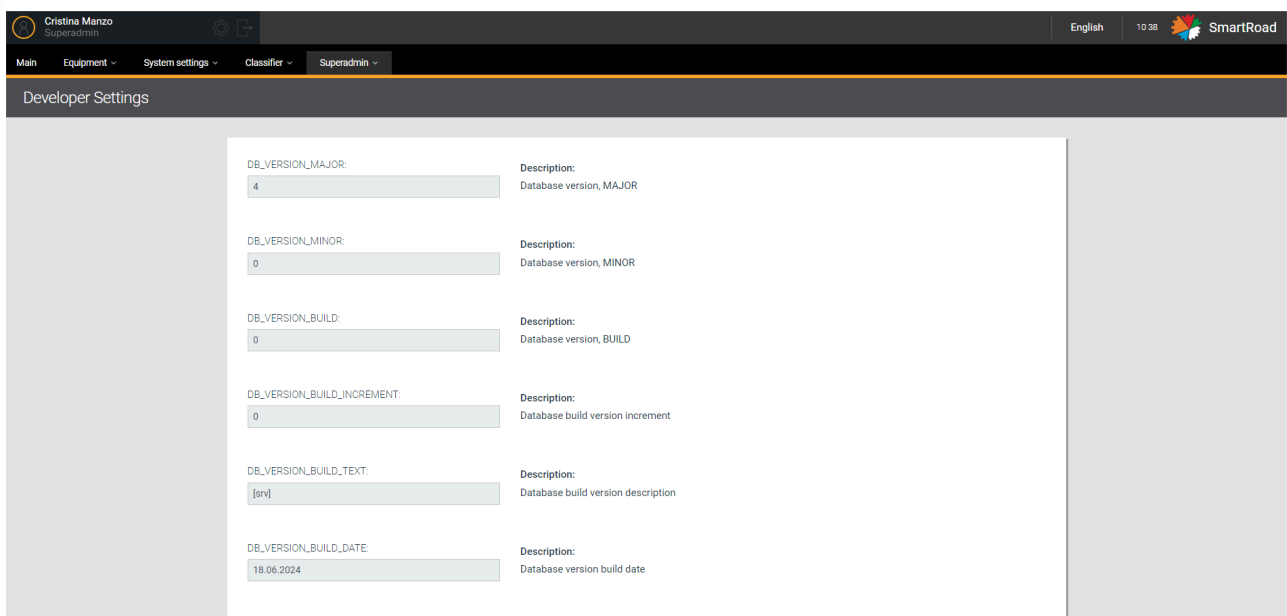 Cristina Manzo
Superadmin
English
10 38
SmartRoad
Main
Equipment
System settings
Classifier
Superadmin
Developer Settings
DB_VERSION_MAJOR:
4
Description:
Database version, MAJOR
DB_VERSION_MINOR:
0
Description:
Database version, MINOR
DB_VERSION_BUILD:
0
Description:
Database version, BUILD
DB_VERSION_BUILD_INCREMENT:
0
Description:
Database build version increment
DB_VERSION_BUILD_TEXT:
[srv]
Description:
Database build version description
DB_VERSION_BUILD_DATE:
18.06.2024
Description:
Database version build date